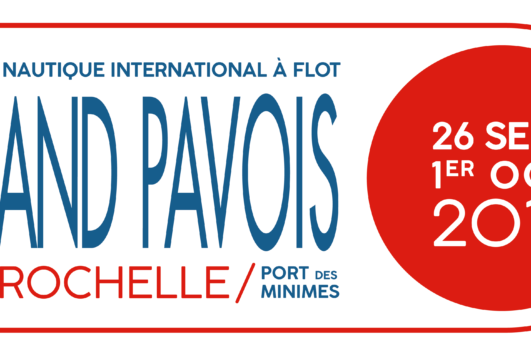 NAUTIQUE INTERNATIONAL À FLOT
AND PAVOIS
ROCHELLE / PORT DES
MINIMES
26 SE
1ER OC
201